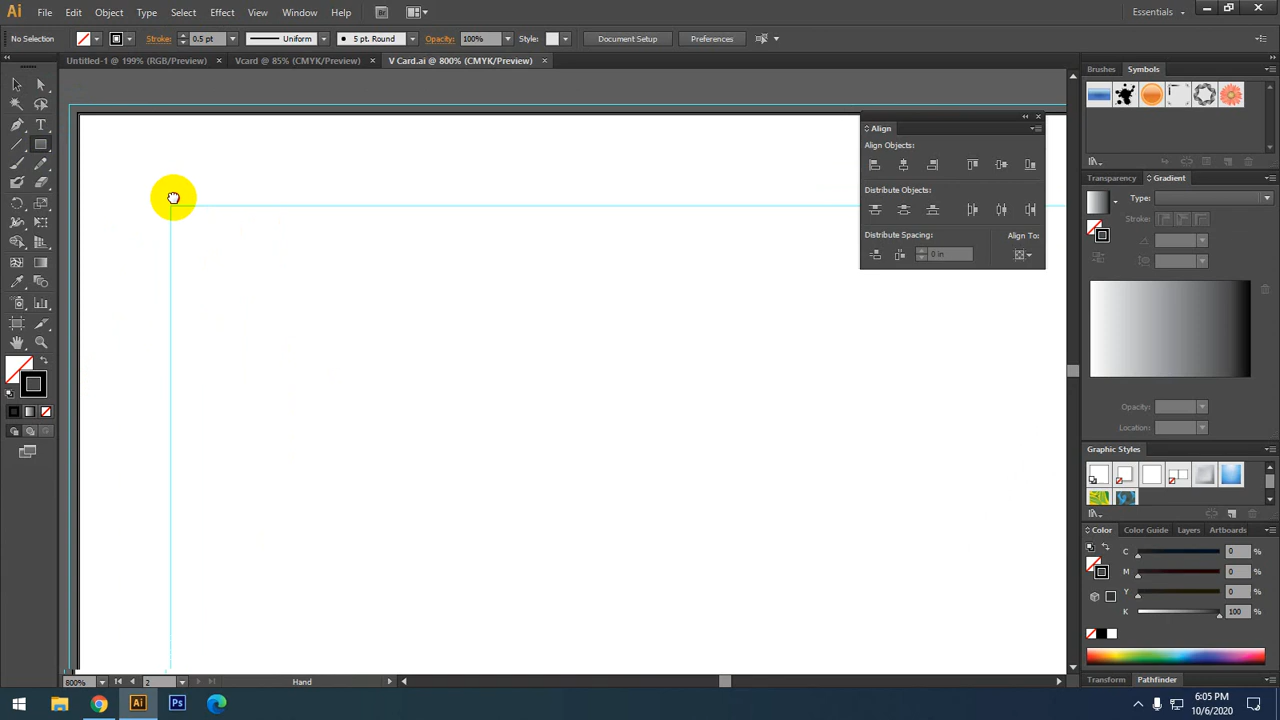 Ai File Edit Object Type Select Effect View Window Help Br Essentials
No Selection Stroke: 0.5 pt Uniform 5 pt. Round Opacity: 100% Style: Document Setup Preferences
Untitled-1 @ 199% (RGB/Preview) × Vcard @ 85% (CMYK/Preview) × V Card.ai @ 800% (CMYK/Preview) ×
Brushes Symbols
Align
Align Objects:
Distribute Objects:
Distribute Spacing: Align To:
0 in
Transparency Gradient
Type:
Stroke:
Opacity:
Location:
Graphic Styles
Color Color Guide Layers Artboards
C 0 %
M 0 %
Y 0 %
K 100 %
Transform Pathfinder
800% 2 Hand
Ai Ps
6:05 PM
10/6/2020